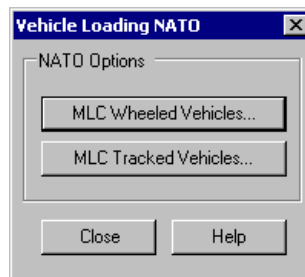 Vehicle Loading NATO
NATO Options
MLC Wheeled Vehicles...
MLC Tracked Vehicles...
Close Help